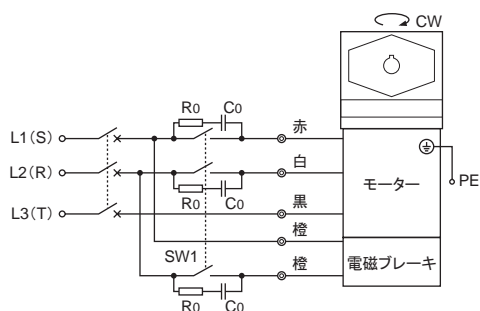 CW
R0 C0
L1(S)
赤
L2(R)
白
R0 C0
モーター
PE
L3(T)
黒
橙
SW1
橙
電磁ブレーキ
R0 C0